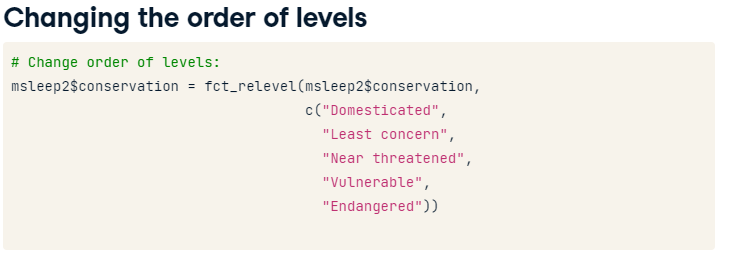 Changing the order of levels
# Change order of levels:
msleep2$conservation = fct_relevel(msleep2$conservation,
                                   c("Domesticated",
                                     "Least concern",
                                     "Near threatened",
                                     "Vulnerable",
                                     "Endangered"))